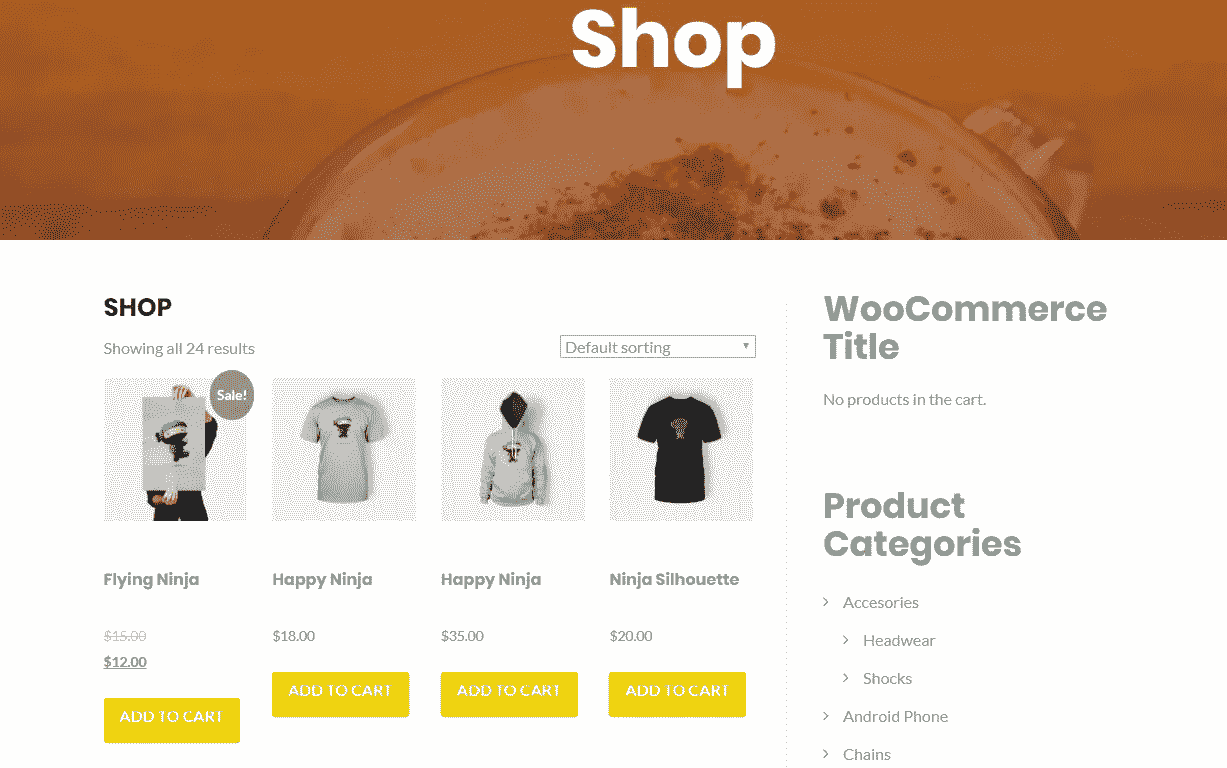 Shop
SHOP
Showing all 24 results
Default sorting
Sale!
Flying Ninja
$15.00
$12.00
ADD TO CART
Happy Ninja
$18.00
ADD TO CART
Happy Ninja
$35.00
ADD TO CART
Ninja Silhouette
$20.00
ADD TO CART
WooCommerce
Title
No products in the cart.
Product
Categories
Accesories
Headwear
Shocks
Android Phone
Chains